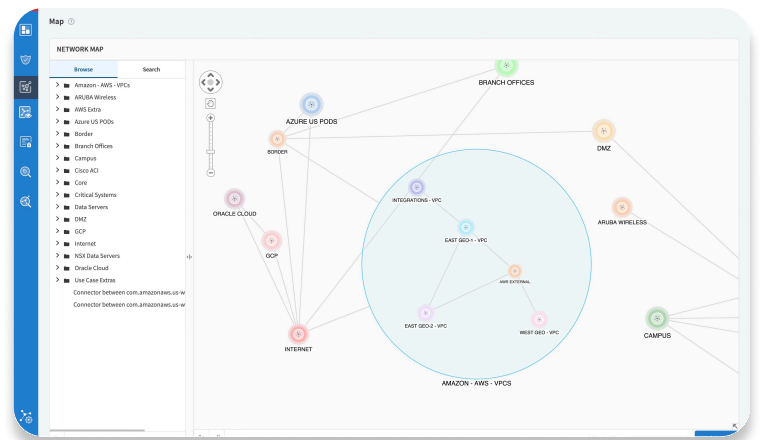 Map
NETWORK MAP
Browse
Search
Amazon - AWS - VPCs
ARUBA Wireless
AWS Extra
Azure US PODs
Border
Branch Offices
Campus
Cisco ACI
Core
Critical Systems
Data Servers
DMZ
GCP
Internet
NSX Data Servers
Oracle Cloud
Use Case Extras
Connector between com.amazonaws.us-w
Connector between com.amazonaws.us-w
BRANCH OFFICES
AZURE US PODS
BORDER
DMZ
INTEGRATIONS - VPC
ORACLE CLOUD
ARUBA WIRELESS
EAST GEO-1 - VPC
GCP
AWS EXTERNAL
EAST GEO-2 - VPC
WEST GEO - VPC
CAMPUS
INTERNET
AMAZON - AWS - VPCS